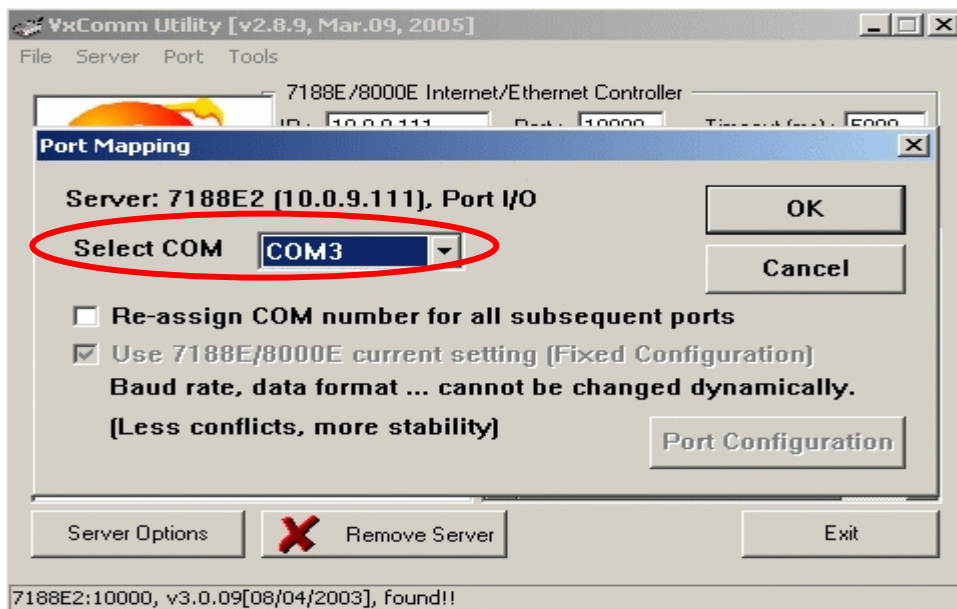 VxComm Utility [v2.8.9, Mar.09, 2005]
File Server Port Tools
7188E/8000E Internet/Ethernet Controller
Port Mapping
Server: 7188E2 (10.0.9.111), Port I/O
OK
Select COM COM3
Cancel
Re-assign COM number for all subsequent ports
Use 7188E/8000E current setting (Fixed Configuration)
Baud rate, data format ... cannot be changed dynamically.
(Less conflicts, more stability)
Port Configuration
Server Options
Remove Server
Exit
7188E2:10000, v3.0.09[08/04/2003], found!!